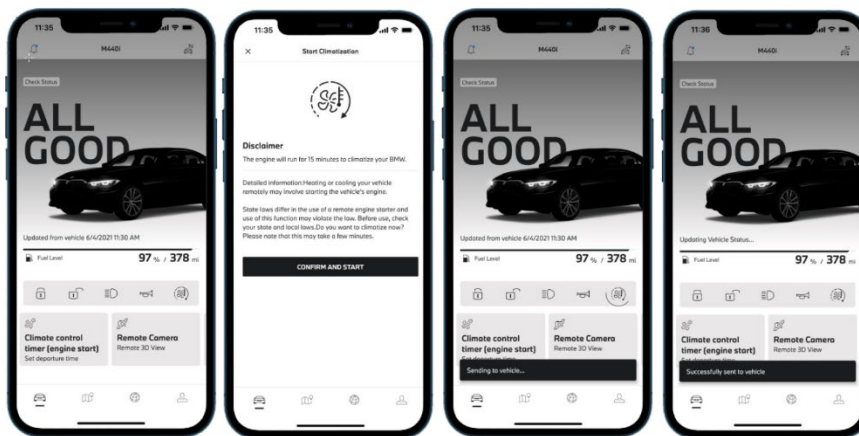 11:35
M440i
Check Status
ALL
GOOD
Updated from vehicle 6/4/2021 11:30 AM
Fuel Level 97 % / 378 mi
Climate control
timer (engine start)
Set departure time
Remote Camera
Remote 3D View
11:35
Start Climatization
Disclaimer
The engine will run for 15 minutes to climatize your BMW.
Detailed information:Heating or cooling your vehicle
remotely may involve starting the vehicle's engine.
State laws differ in the use of a remote engine starter and
use of this function may violate the law. Before use, check
your state and local laws.Do you want to climatize now?
Please note that this may take a few minutes.
CONFIRM AND START
11:35
M440i
Check Status
ALL
GOOD
Updated from vehicle 6/4/2021 11:30 AM
Fuel Level 97 % / 378 mi
Climate control
timer (engine start)
Set departure time
Remote Camera
Remote 3D View
Sending to vehicle...
11:36
M440i
Check Status
ALL
GOOD
Updating Vehicle Status...
Fuel Level 97 % / 378 mi
Climate control
timer (engine start)
Remote Camera
Remote 3D View
Successfully sent to vehicle